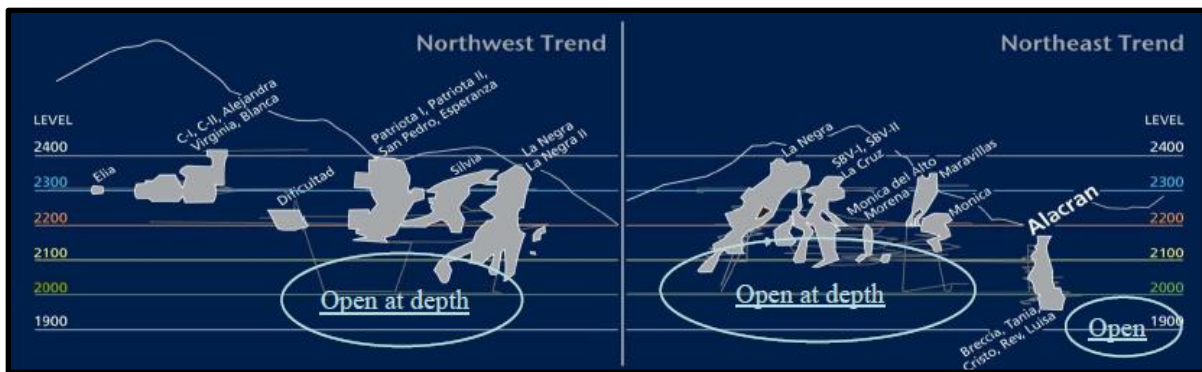 Northwest Trend
LEVEL
2400
2300
2200
2100
2000
1900
Elia
C-I, C-II, Alejandra
Virginia, Blanca
Dificultad
Patriota I, Patriota II,
San Pedro, Esperanza
Silvia
La Negra
La Negra II
Open at depth
Northeast Trend
LEVEL
2400
2300
2200
2100
2000
1900
La Negra
SBV-I, SBV-II
La Cruz
Monica del Alto
Morena
Maravillas
Monica
Alacran
Open at depth
Breccia, Tania,
Cristo, Rev, Luisa
Open